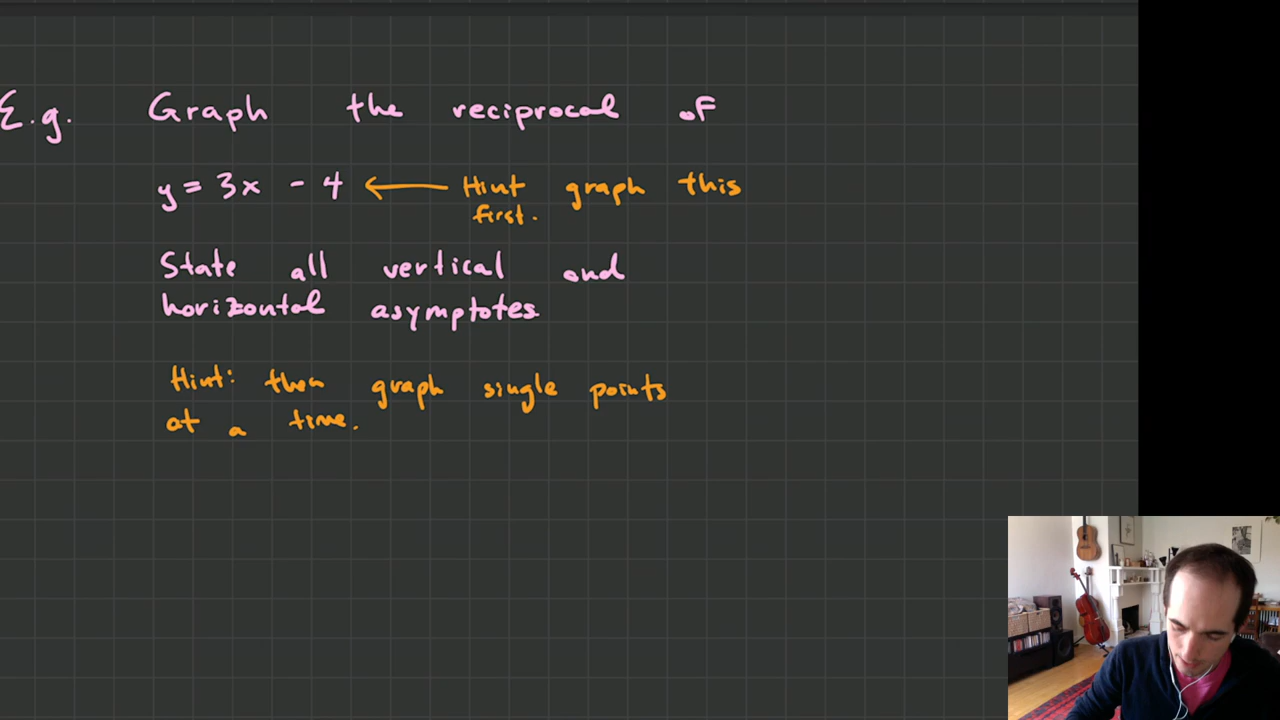 E.g. Graph the reciprocal of
y = 3x - 4 ← Hint graph this
first.
State all vertical and
horizontal asymptotes
Hint: then graph single points
at a time.